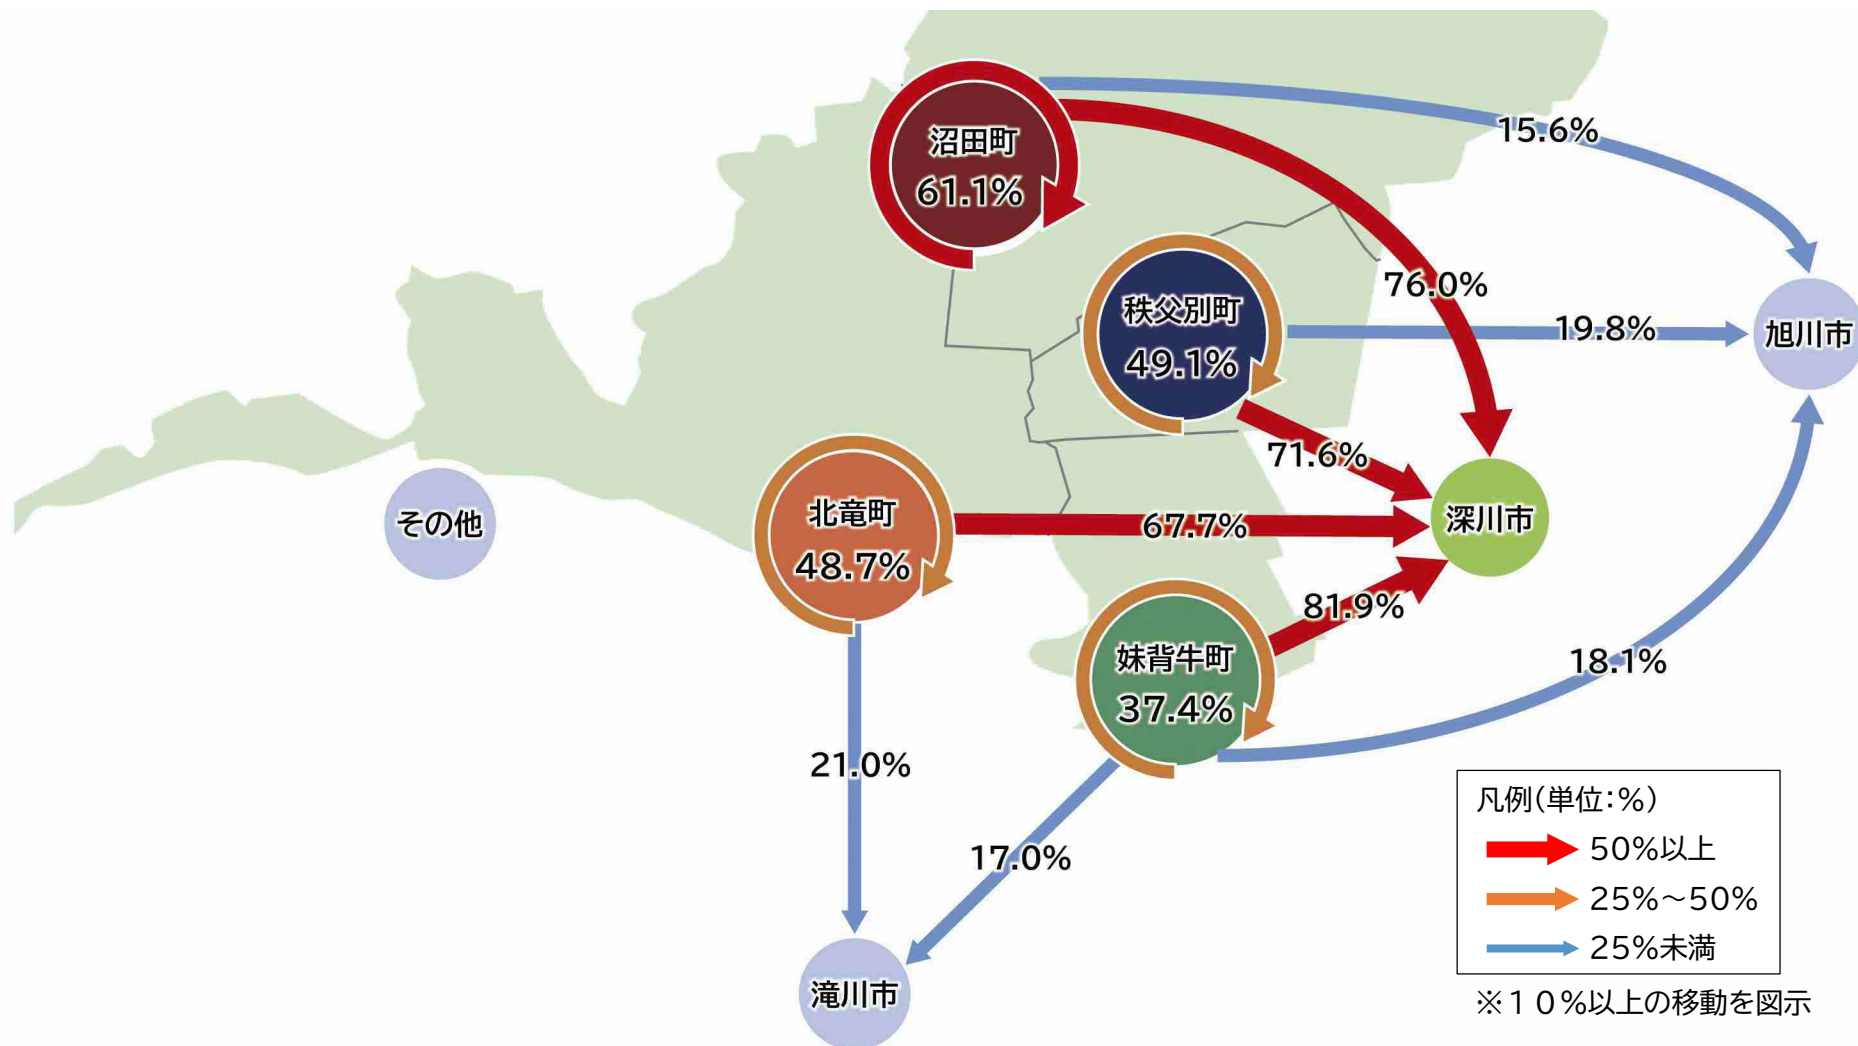 15.6%
沼田町
61.1%
76.0%
秩父別町
49.1%
19.8%
旭川市
71.6%
その他
北竜町
48.7%
67.7%
深川市
81.9%
妹背牛町
37.4%
18.1%
21.0%
17.0%
滝川市
凡例(単位:%)
50%以上
25%～50%
25%未満
※１０%以上の移動を図示